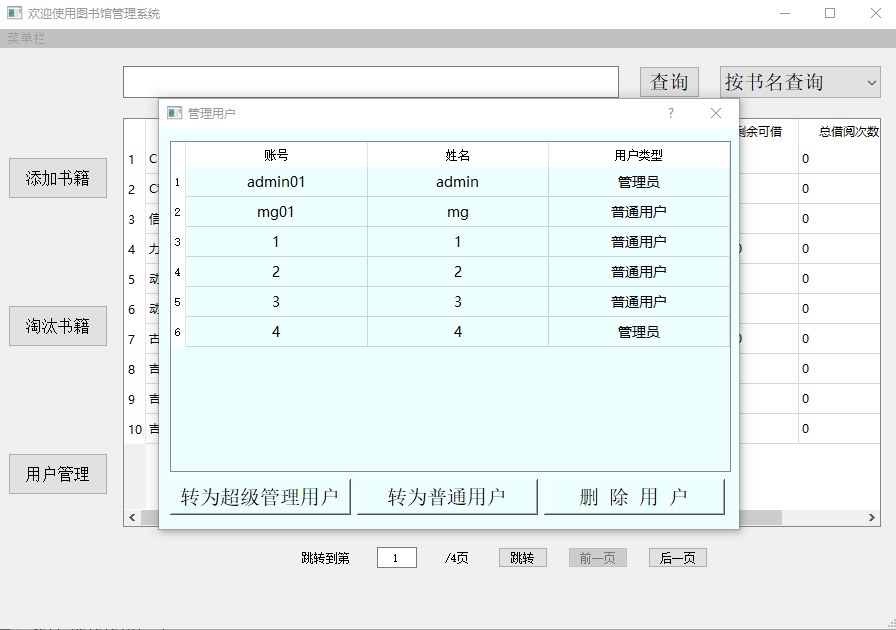 欢迎使用图书馆管理系统
菜单栏
查询 按书名查询
管理用户 ?
剩余可借 总借阅次数
账号 姓名 用户类型
1 admin01 admin 管理员
2 mg01 mg 普通用户
3 1 1 普通用户
4 2 2 普通用户
5 3 3 普通用户
6 4 4 管理员
1 C 0
2 C 0
3 信 0
4 力 0
5 动 0
6 动 0
7 古 0
8 吉 0
9 吉 0
10 吉 0
添加书籍
淘汰书籍
用户管理
转为超级管理用户 转为普通用户 删 除 用 户
跳转到第 1 /4页 跳转 前一页 后一页